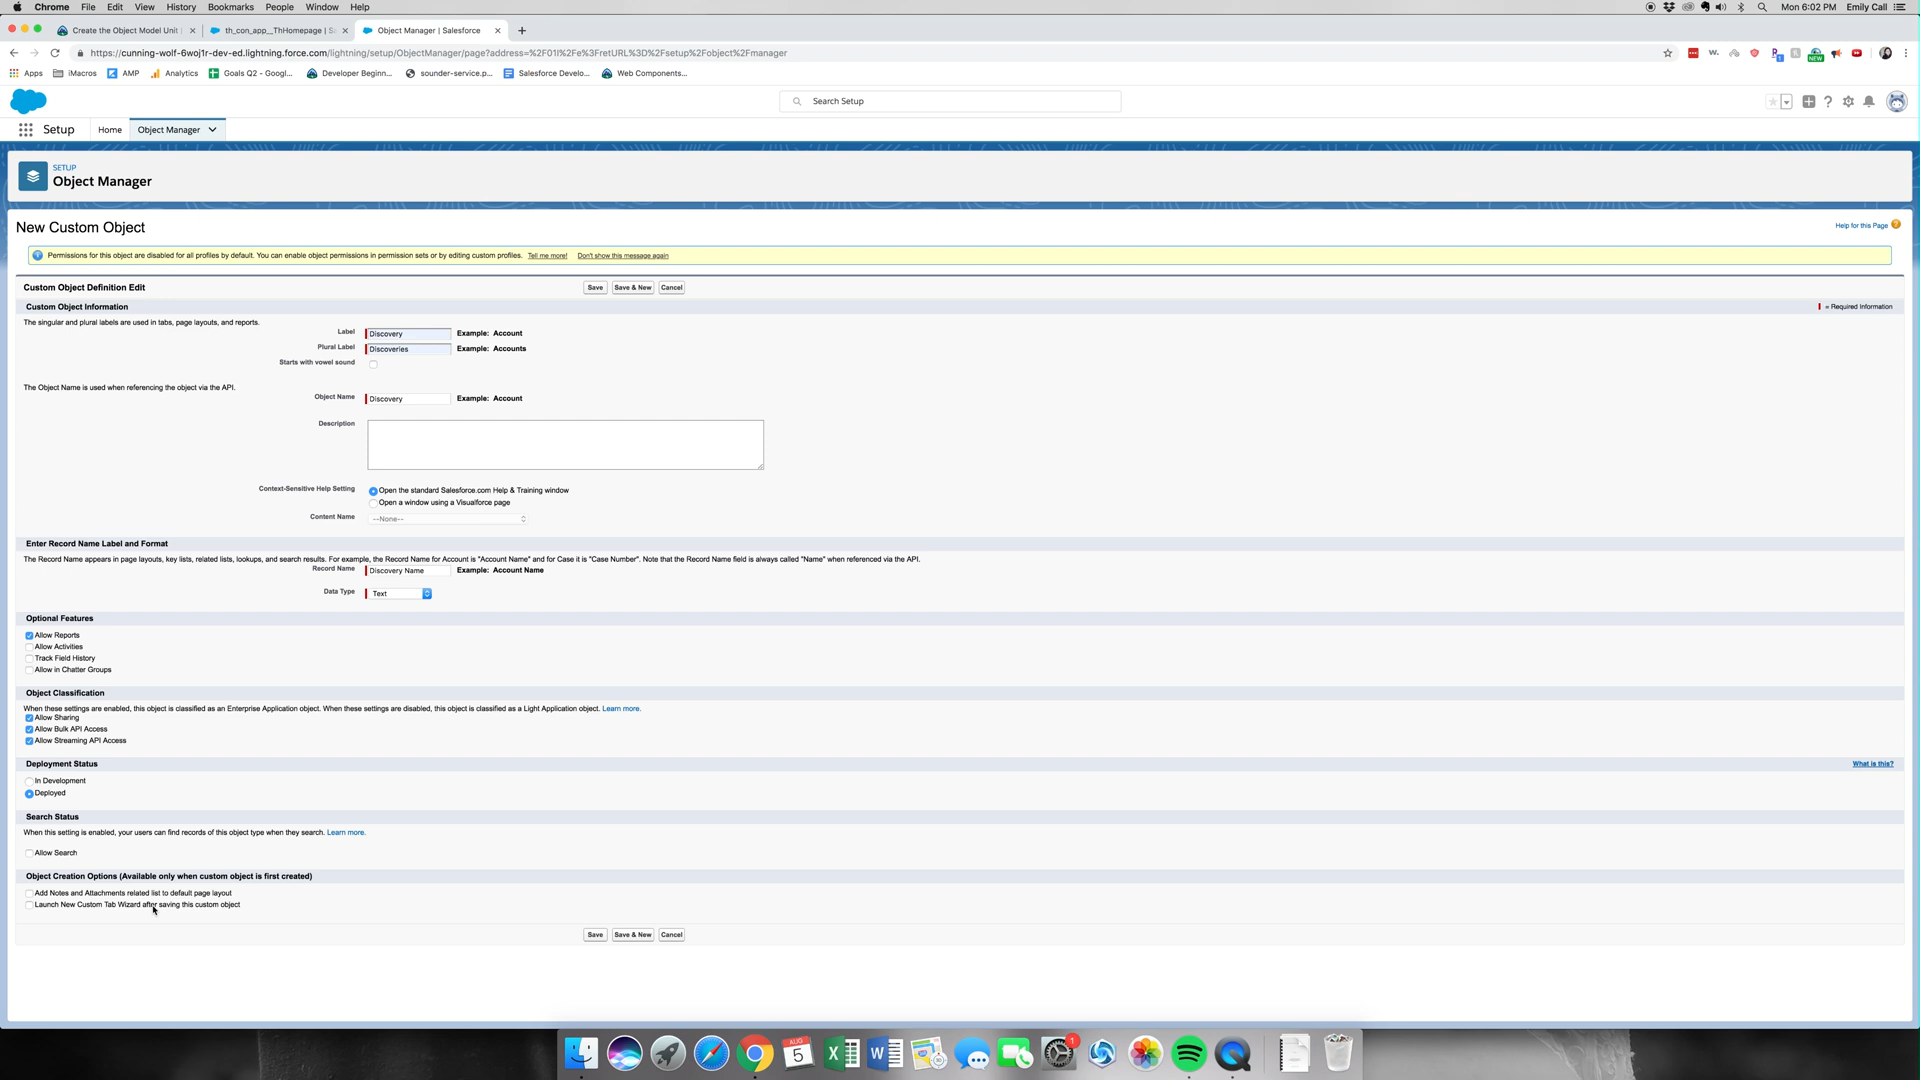 Chrome File Edit View History Bookmarks People Window Help
Mon 6:02 PM Emily Call
Create the Object Model Unit
th_con_app__ThHomepage | S
Object Manager | Salesforce
https://cunning-wolf-6woj1r-dev-ed.lightning.force.com/lightning/setup/ObjectManager/page?address=%2F01I%2Fe%3FretURL%3D%2Fsetup%2Fobject%2Fmanager
Apps iMacros AMP Analytics Goals Q2 - Googl... Developer Beginn... sounder-service.p... Salesforce Develo... Web Components...
Search Setup
Setup Home Object Manager
SETUP
Object Manager
New Custom Object
Help for this Page
Permissions for this object are disabled for all profiles by default. You can enable object permissions in permission sets or by editing custom profiles. Tell me more! Don't show this message again
Custom Object Definition Edit Save Save & New Cancel
Custom Object Information = Required Information
The singular and plural labels are used in tabs, page layouts, and reports.
Label Discovery Example: Account
Plural Label Discoveries Example: Accounts
Starts with vowel sound
The Object Name is used when referencing the object via the API.
Object Name Discovery Example: Account
Description
Context-Sensitive Help Setting Open the standard Salesforce.com Help & Training window
Open a window using a Visualforce page
Content Name --None--
Enter Record Name Label and Format
The Record Name appears in page layouts, key lists, related lists, lookups, and search results. For example, the Record Name for Account is "Account Name" and for Case it is "Case Number". Note that the Record Name field is always called "Name" when referenced via the API.
Record Name Discovery Name Example: Account Name
Data Type Text
Optional Features
Allow Reports
Allow Activities
Track Field History
Allow in Chatter Groups
Object Classification
When these settings are enabled, this object is classified as an Enterprise Application object. When these settings are disabled, this object is classified as a Light Application object. Learn more.
Allow Sharing
Allow Bulk API Access
Allow Streaming API Access
Deployment Status What is this?
In Development
Deployed
Search Status
When this setting is enabled, your users can find records of this object type when they search. Learn more.
Allow Search
Object Creation Options (Available only when custom object is first created)
Add Notes and Attachments related list to default page layout
Launch New Custom Tab Wizard after saving this custom object
Save Save & New Cancel
AUG
5
1